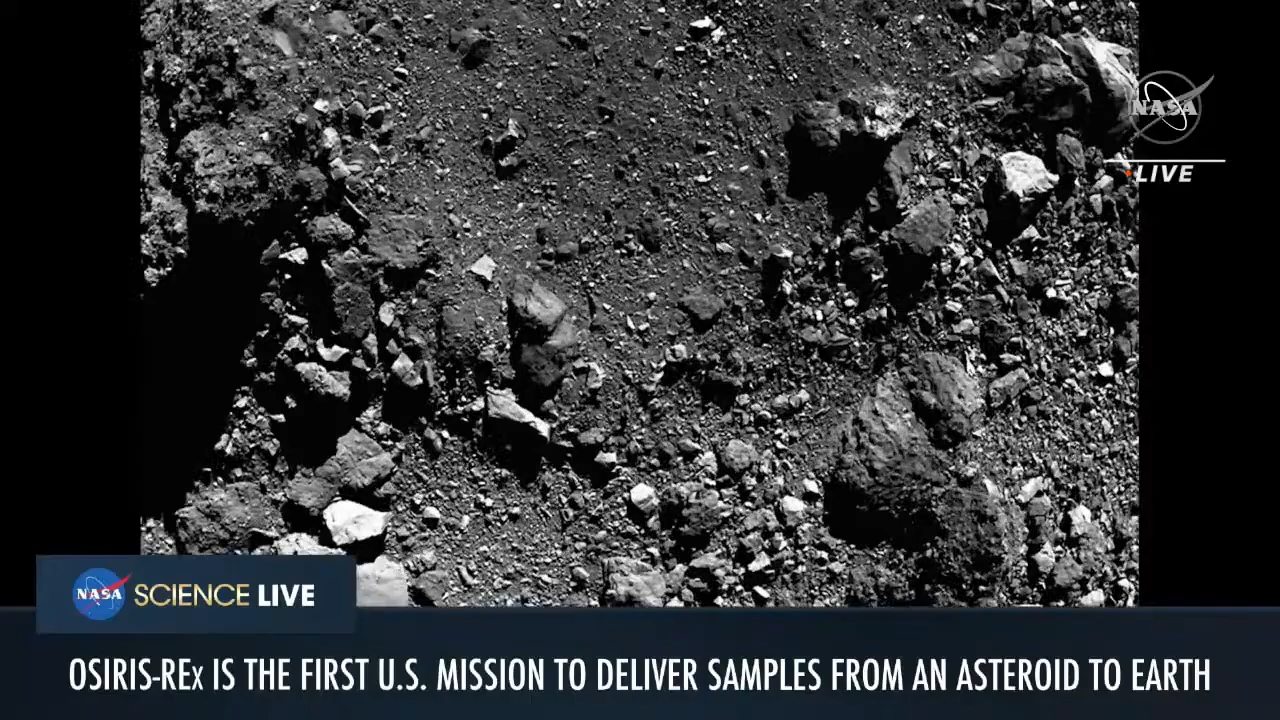 NASA
LIVE
NASA SCIENCE LIVE
OSIRIS-REx IS THE FIRST U.S. MISSION TO DELIVER SAMPLES FROM AN ASTEROID TO EARTH